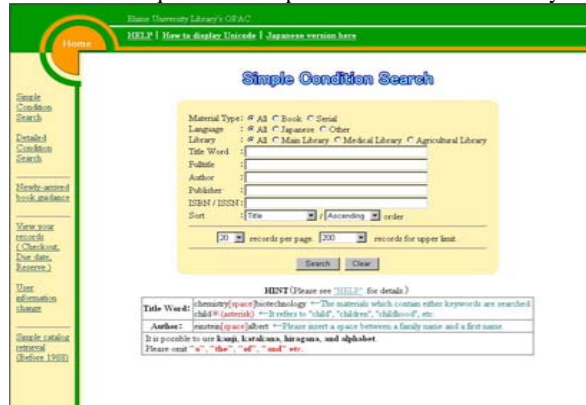 Ehime University Library's OPAC
HELP | How to display Unicode | Japanese version here
Home
Simple Condition Search
Simple
Condition
Search
Detailed
Condition
Search
Newly-arrived
book guidance
View your
records
(Checkout,
Due date,
Reserve)
User
information
change
Simple catalog
retrieval
(Before 1988)
Material Type: All Book Serial
Language : All Japanese Other
Library : All Main Library Medical Library Agricultural Library
Title Word :
Fulltitle :
Author :
Publisher :
ISBN / ISSN :
Sort : Title / Ascending order
20 records per page. 200 records for upper limit.
Search Clear
HINT (Please see "HELP" for details.)
Title Word: chemistry[space]biotechnology ←The materials which contain either keywords are searched.
child*(asterisk) ←It refers to "child", "children", "childhood", etc.
Author: einstein[space]albert ←Please insert a space between a family name and a first name.
It is possible to use kanji, katakana, hiragana, and alphabet.
Please omit "a", "the", "of", "and" etc.